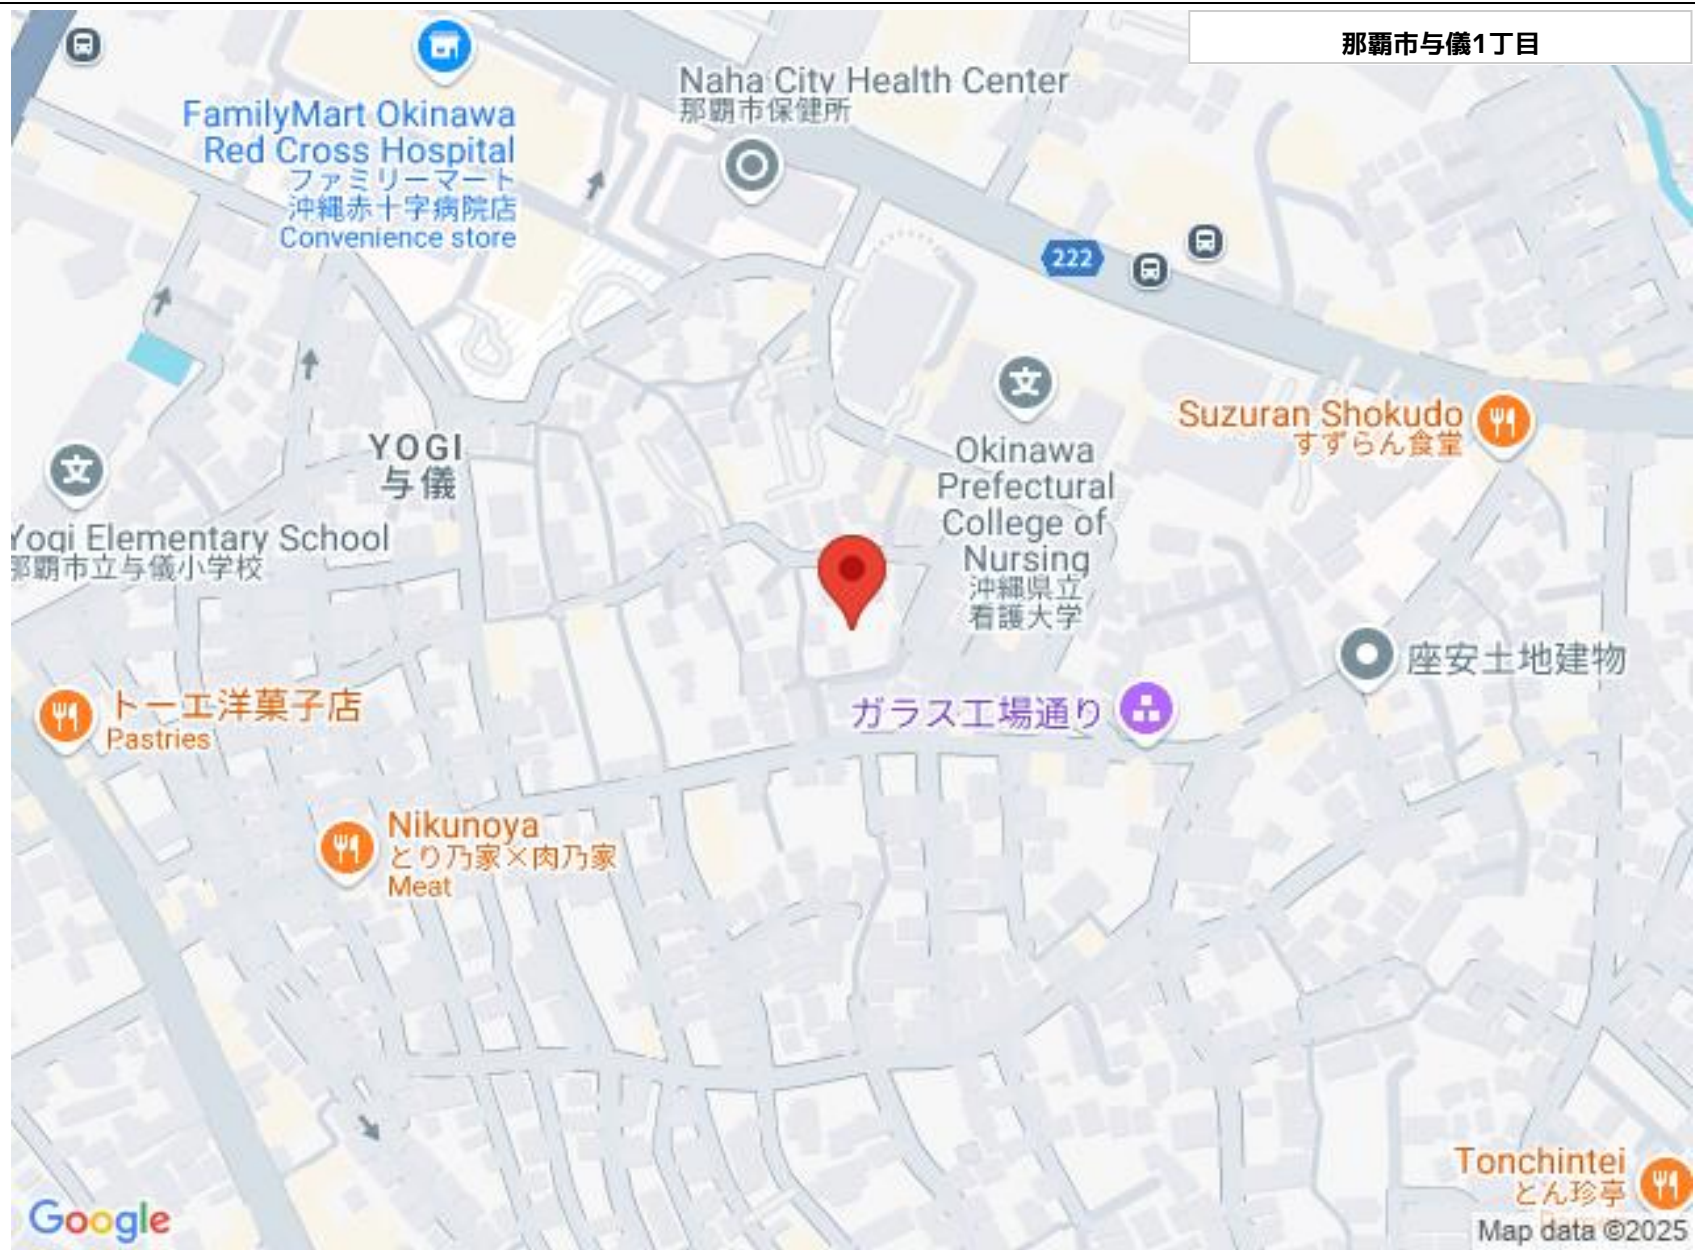 那覇市与儀1丁目
Naha City Health Center
那覇市保健所
FamilyMart Okinawa
Red Cross Hospital
ファミリーマート
沖縄赤十字病院店
Convenience store
222
Suzuran Shokudo
すずらん食堂
YOGI
与儀
Okinawa
Prefectural
College of
Nursing
沖縄県立
看護大学
Yogi Elementary School
那覇市立与儀小学校
座安土地建物
トーエ洋菓子店
Pastries
ガラス工場通り
Nikunoya
とり乃家×肉乃家
Meat
Tonchintei
とん珍亭
Google
Map data ©2025